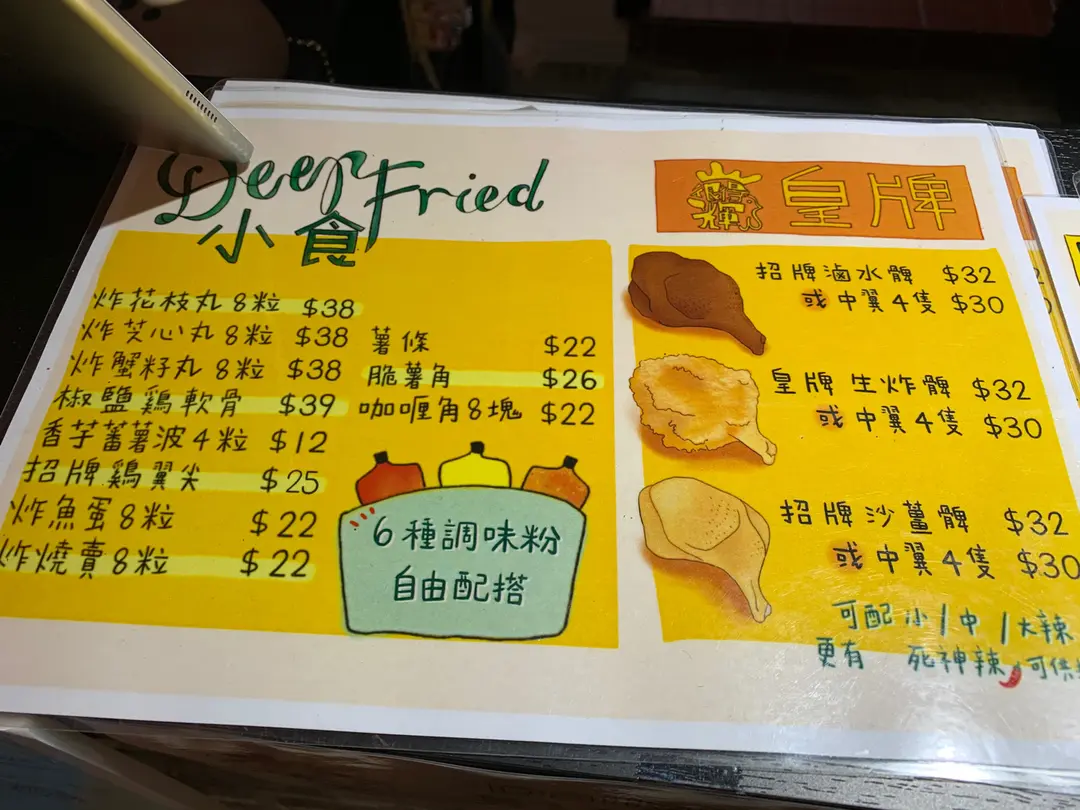 Deep Fried
小食
炸花枝丸8粒 $38
炸芝心丸8粒 $38
炸蟹籽丸8粒 $38
椒鹽鷄軟骨 $39
香芋蕃薯波4粒 $12
招牌鷄翼尖 $25
炸魚蛋8粒 $22
炸燒賣8粒 $22
薯條 $22
脆薯角 $26
咖喱角8塊 $22
6種調味粉
自由配搭
皇牌
招牌滷水髀 $32
或中翼4隻 $30
皇牌生炸髀 $32
或中翼4隻 $30
招牌沙薑髀 $32
或中翼4隻 $30
可配小/中/大辣
更有 死神辣 可供